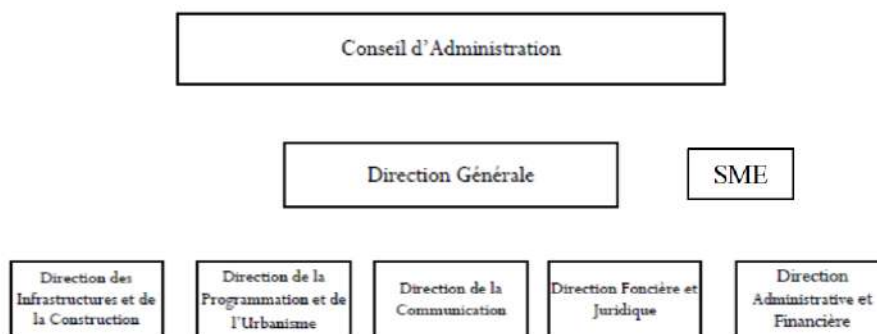 Conseil d'Administration
Direction Générale
SME
Direction des
Infrastructures et de
la Construction
Direction de la
Programmation et de
l'Urbanisme
Direction de la
Communication
Direction Foncière et
Juridique
Direction
Administrative et
Financière